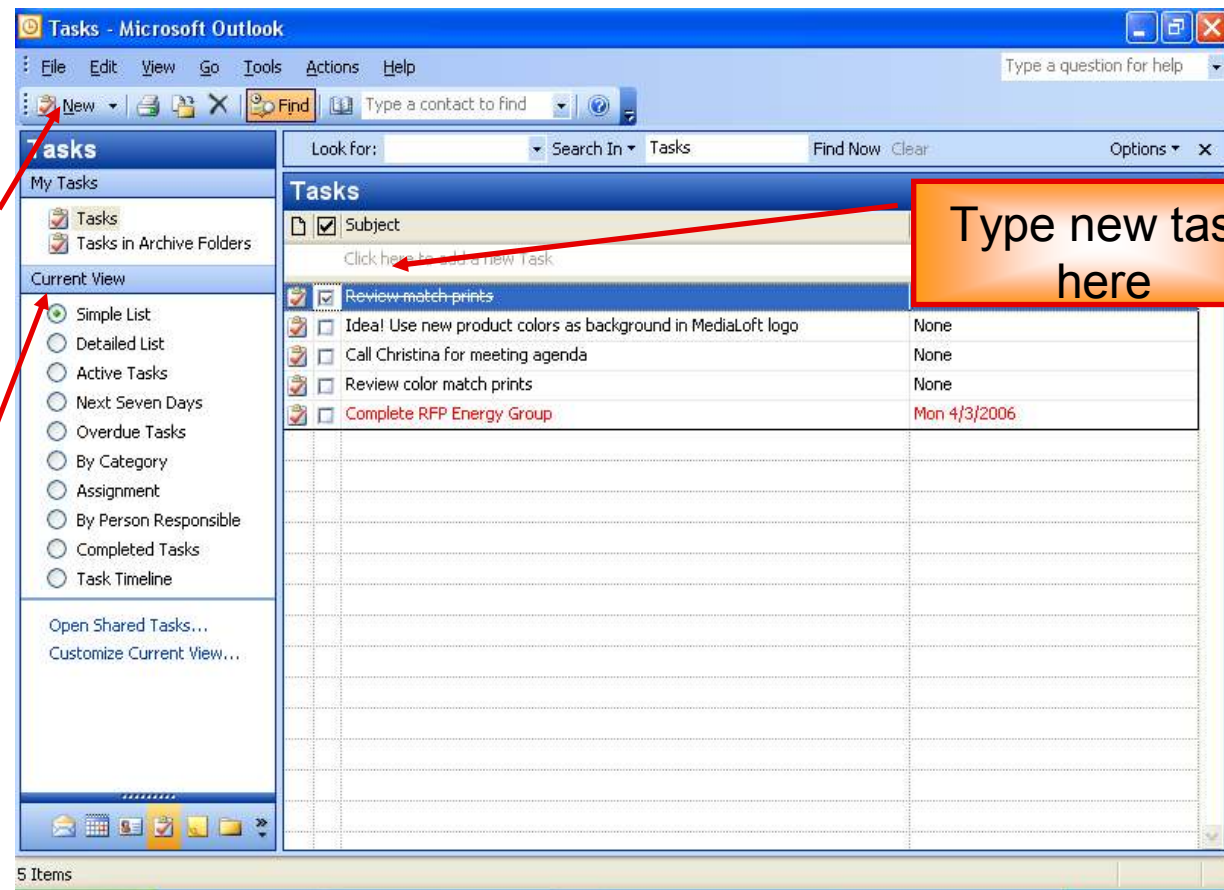 Tasks - Microsoft Outlook
File Edit View Go Tools Actions Help Type a question for help
New Find Type a contact to find
Tasks Look for: Search In Tasks Find Now Clear Options
My Tasks
Tasks
Tasks
Subject
Tasks in Archive Folders
Click here to add a new Task
Type new tas
here
Current View
Review match prints
Simple List
Idea! Use new product colors as background in MediaLoft logo None
Detailed List
Call Christina for meeting agenda None
Active Tasks
Review color match prints None
Next Seven Days
Complete RFP Energy Group Mon 4/3/2006
Overdue Tasks
By Category
Assignment
By Person Responsible
Completed Tasks
Task Timeline
Open Shared Tasks...
Customize Current View...
5 Items